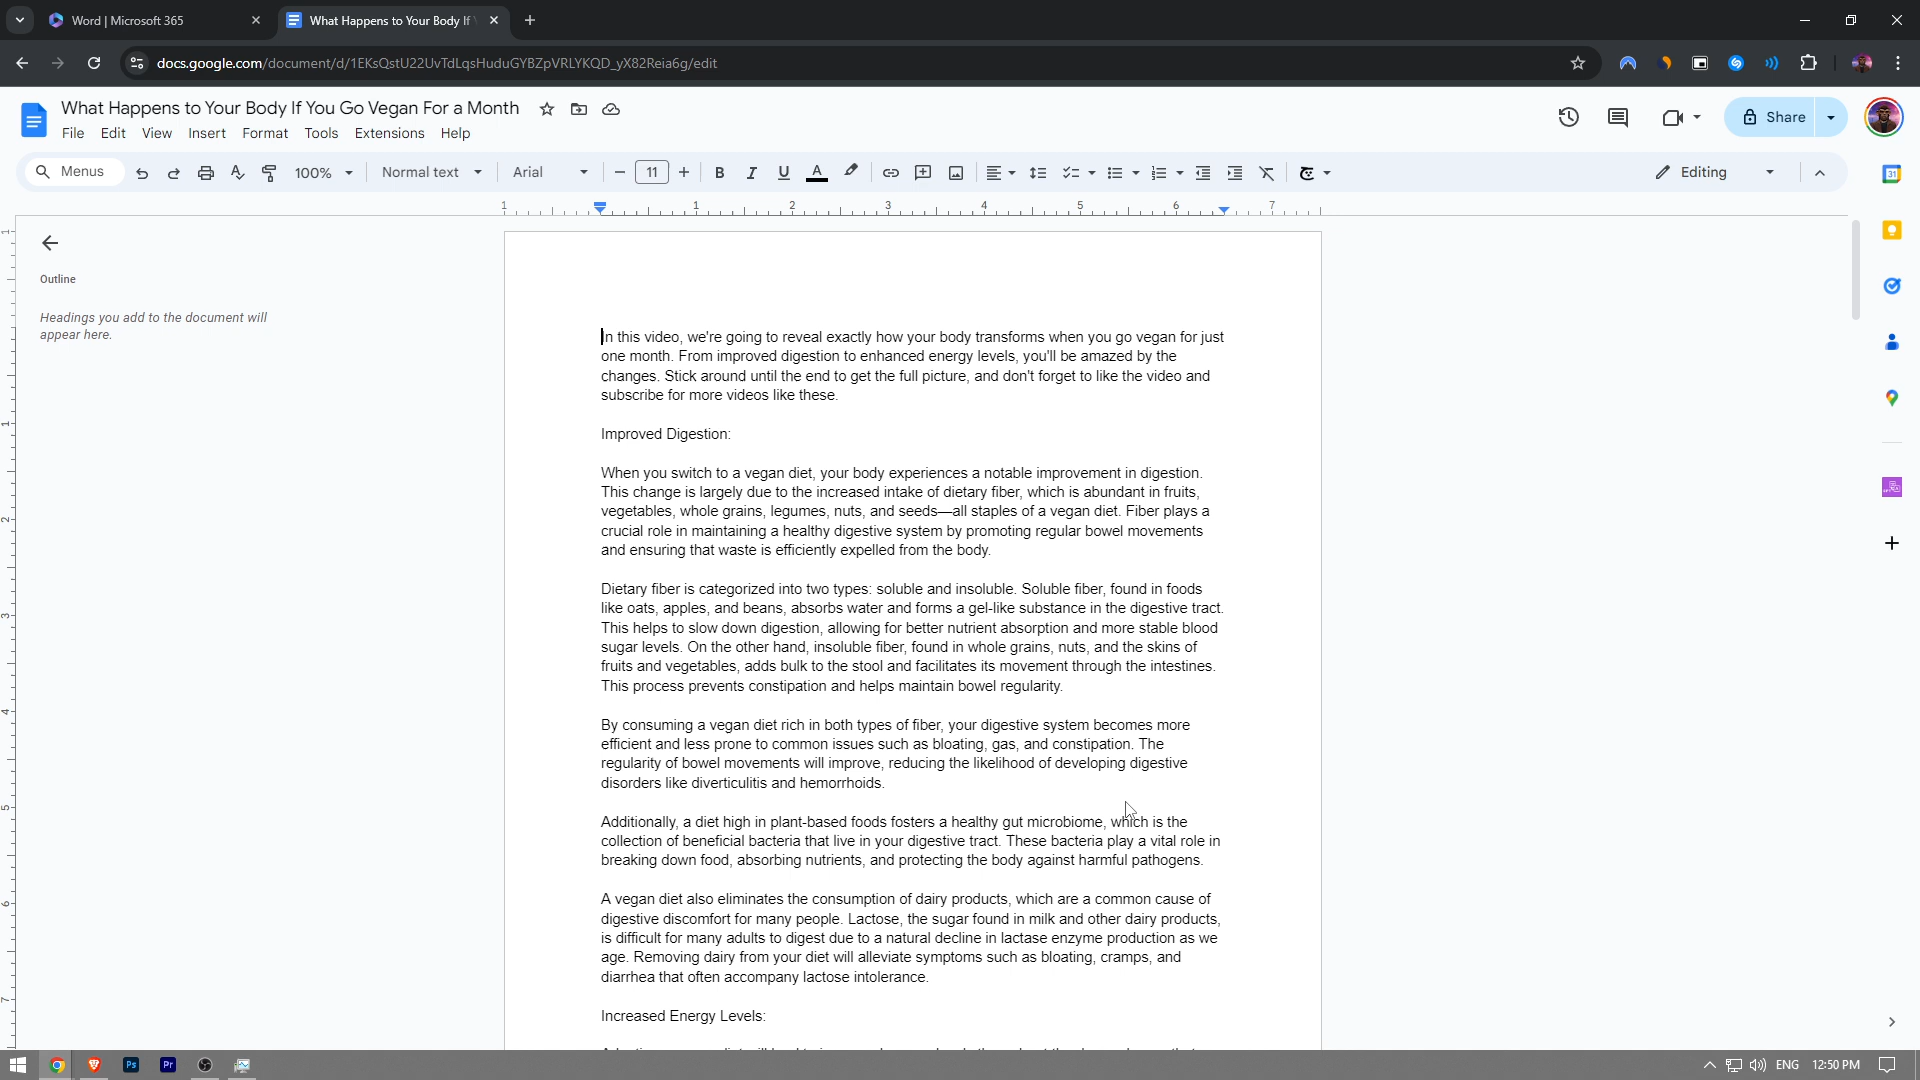 Word | Microsoft 365
What Happens to Your Body If
docs.google.com/document/d/1EKsQstU22UvTdLqsHuduGYBZpVRLYKQD_yX82Reia6g/edit
What Happens to Your Body If You Go Vegan For a Month
File Edit View Insert Format Tools Extensions Help
Share
Menus 100% Normal text Arial 11 B I U A Editing
1 1 2 3 4 5 6 7
31
Outline
Headings you add to the document will
appear here.
In this video, we're going to reveal exactly how your body transforms when you go vegan for just
one month. From improved digestion to enhanced energy levels, you'll be amazed by the
changes. Stick around until the end to get the full picture, and don't forget to like the video and
subscribe for more videos like these.
Improved Digestion:
When you switch to a vegan diet, your body experiences a notable improvement in digestion.
This change is largely due to the increased intake of dietary fiber, which is abundant in fruits,
vegetables, whole grains, legumes, nuts, and seeds—all staples of a vegan diet. Fiber plays a
crucial role in maintaining a healthy digestive system by promoting regular bowel movements
and ensuring that waste is efficiently expelled from the body.
Dietary fiber is categorized into two types: soluble and insoluble. Soluble fiber, found in foods
like oats, apples, and beans, absorbs water and forms a gel-like substance in the digestive tract.
This helps to slow down digestion, allowing for better nutrient absorption and more stable blood
sugar levels. On the other hand, insoluble fiber, found in whole grains, nuts, and the skins of
fruits and vegetables, adds bulk to the stool and facilitates its movement through the intestines.
This process prevents constipation and helps maintain bowel regularity.
By consuming a vegan diet rich in both types of fiber, your digestive system becomes more
efficient and less prone to common issues such as bloating, gas, and constipation. The
regularity of bowel movements will improve, reducing the likelihood of developing digestive
disorders like diverticulitis and hemorrhoids.
Additionally, a diet high in plant-based foods fosters a healthy gut microbiome, which is the
collection of beneficial bacteria that live in your digestive tract. These bacteria play a vital role in
breaking down food, absorbing nutrients, and protecting the body against harmful pathogens.
A vegan diet also eliminates the consumption of dairy products, which are a common cause of
digestive discomfort for many people. Lactose, the sugar found in milk and other dairy products,
is difficult for many adults to digest due to a natural decline in lactase enzyme production as we
age. Removing dairy from your diet will alleviate symptoms such as bloating, cramps, and
diarrhea that often accompany lactose intolerance.
Increased Energy Levels:
1
1
2
3
4
5
6
7
Ps Pr ENG 12:50 PM